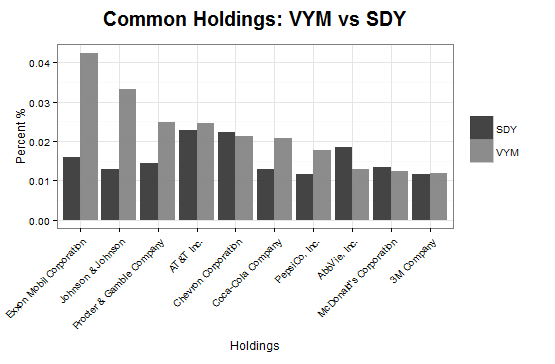 Common Holdings: VYM vs SDY
Percent %
0.04
0.03
0.02
0.01
0.00
Exxon Mobil Corporation
Johnson & Johnson
Procter & Gamble Company
AT&T Inc.
Chevron Corporation
Coca-Cola Company
PepsiCo, Inc.
AbbVie, Inc.
McDonald's Corporation
3M Company
Holdings
SDY
VYM